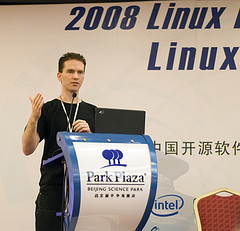 2008 Linux
Linux
中国开源软件
Park Plaza
BEIJING SCIENCE PARK
intel